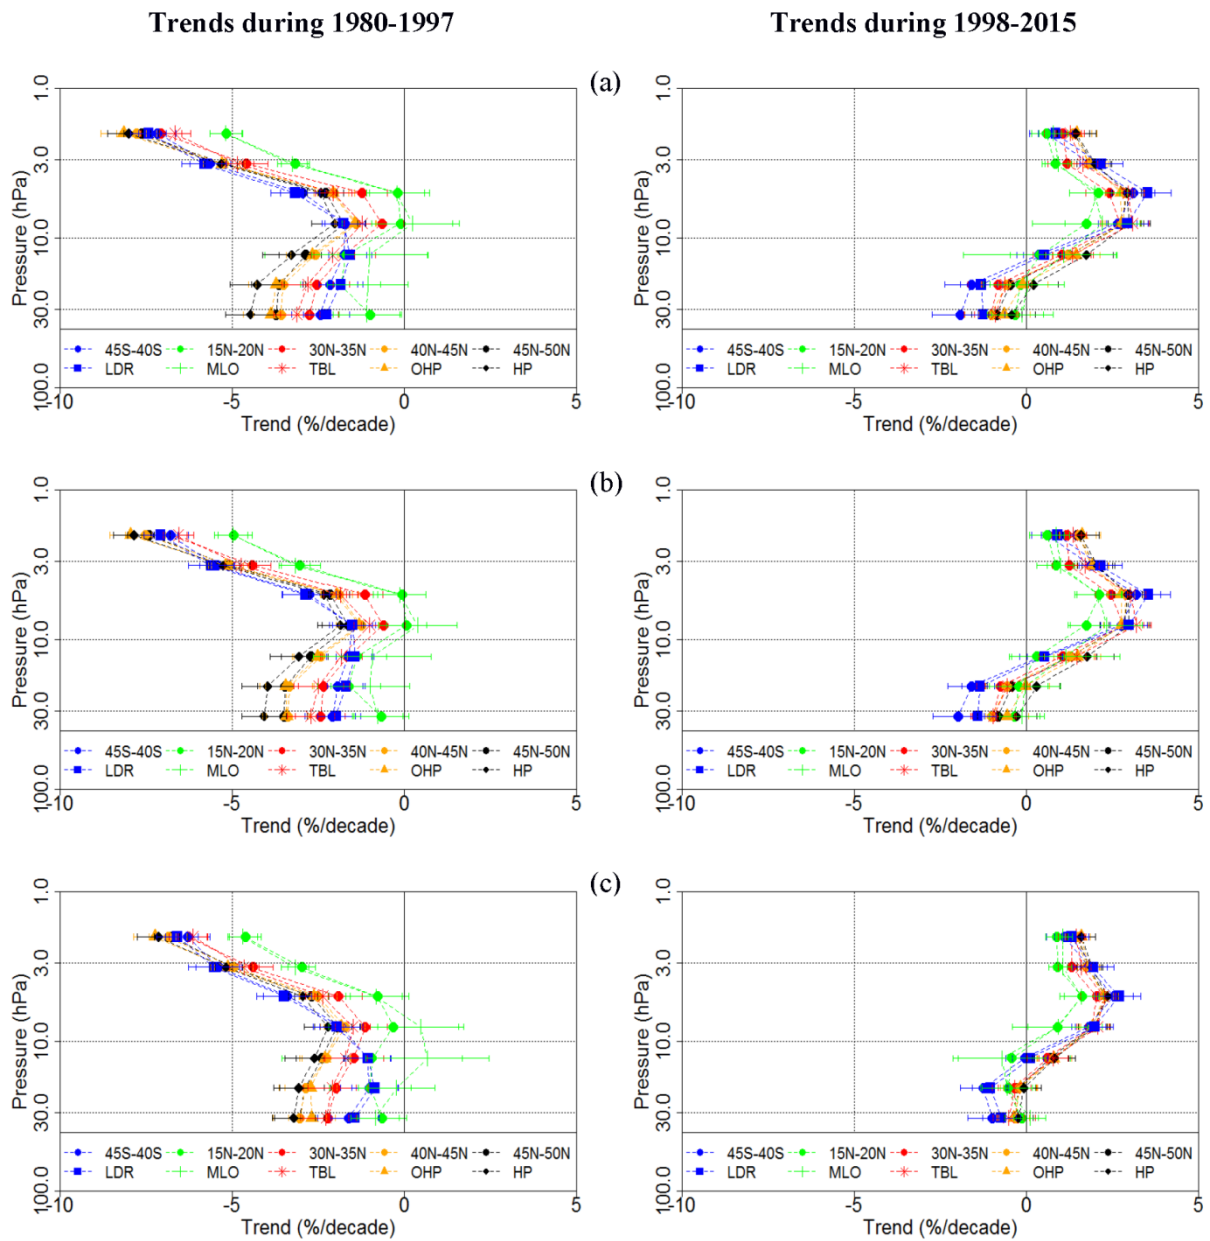 Trends during 1980-1997 Trends during 1998-2015
(a)
1.0
3.0
10.0
30.0
100.0
Pressure (hPa)
45S-40S 15N-20N 30N-35N 40N-45N 45N-50N
LDR MLO TBL OHP HP
-10 -5 0 5
Trend (%/decade)
1.0
3.0
10.0
30.0
100.0
Pressure (hPa)
45S-40S 15N-20N 30N-35N 40N-45N 45N-50N
LDR MLO TBL OHP HP
-10 -5 0 5
Trend (%/decade)
(b)
1.0
3.0
10.0
30.0
100.0
Pressure (hPa)
45S-40S 15N-20N 30N-35N 40N-45N 45N-50N
LDR MLO TBL OHP HP
-10 -5 0 5
Trend (%/decade)
1.0
3.0
10.0
30.0
100.0
Pressure (hPa)
45S-40S 15N-20N 30N-35N 40N-45N 45N-50N
LDR MLO TBL OHP HP
-10 -5 0 5
Trend (%/decade)
(c)
1.0
3.0
10.0
30.0
100.0
Pressure (hPa)
45S-40S 15N-20N 30N-35N 40N-45N 45N-50N
LDR MLO TBL OHP HP
-10 -5 0 5
Trend (%/decade)
1.0
3.0
10.0
30.0
100.0
Pressure (hPa)
45S-40S 15N-20N 30N-35N 40N-45N 45N-50N
LDR MLO TBL OHP HP
-10 -5 0 5
Trend (%/decade)